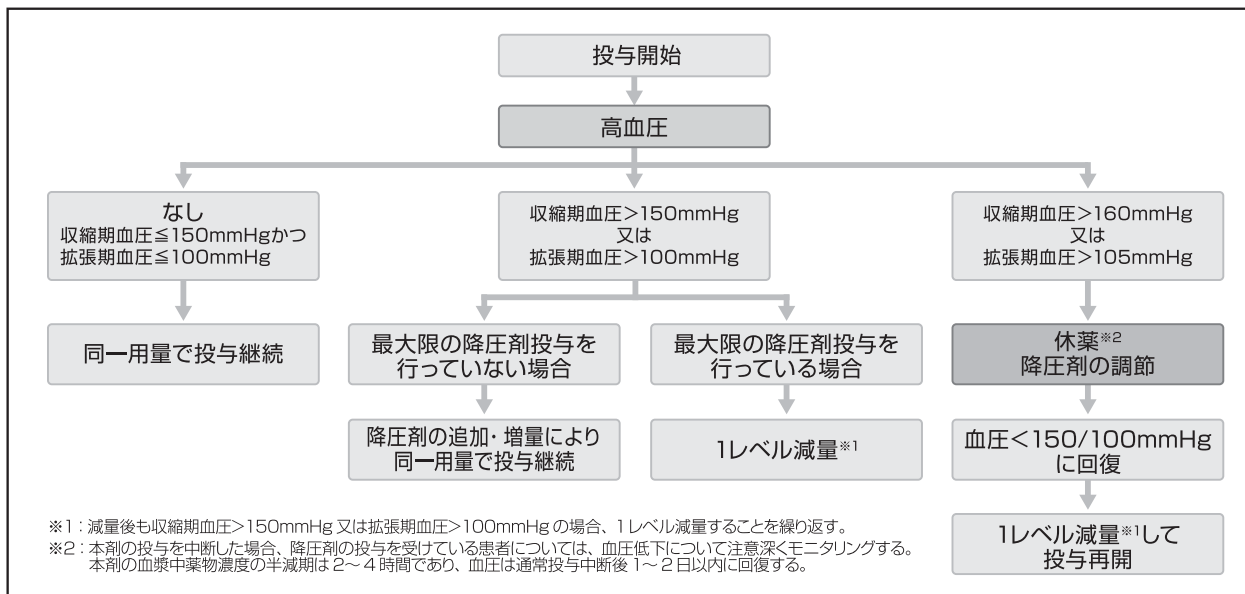 投与開始
高血圧
なし
収縮期血圧≦150mmHgかつ
拡張期血圧≦100mmHg
収縮期血圧>150mmHg
又は
拡張期血圧>100mmHg
収縮期血圧>160mmHg
又は
拡張期血圧>105mmHg
同一用量で投与継続
最大限の降圧剤投与を
行っていない場合
最大限の降圧剤投与を
行っている場合
休薬※2
降圧剤の調節
降圧剤の追加・増量により
同一用量で投与継続
1レベル減量※1
血圧<150/100mmHg
に回復
1レベル減量※1して
投与再開
※1：減量後も収縮期血圧>150mmHg又は拡張期血圧>100mmHgの場合、1レベル減量することを繰り返す。
※2：本剤の投与を中断した場合、降圧剤の投与を受けている患者については、血圧低下について注意深くモニタリングする。
本剤の血漿中薬物濃度の半減期は2～4時間であり、血圧は通常投与中断後1～2日以内に回復する。